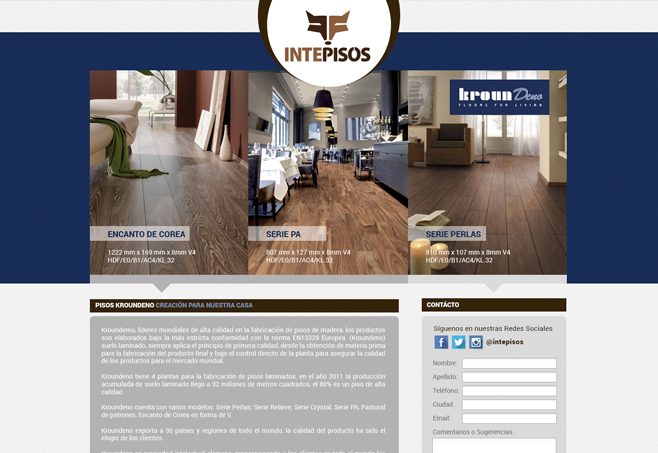 INTEPISOS
kroun Deno
FLOORS FOR LIVING
ENCANTO DE COREA
1222 mm x 169 mm x 8mm V4
HDF/E0/B1/AC4/KL.32
SERIE PA
807 mm x 127 mm x 8mm V4
HDF/E0/B1/AC4/KL.32
SERIE PERLAS
810 mm x 107 mm x 8mm V4
HDF/E0/B1/AC4/KL.32
PISOS KROUNDENO CREACIÓN PARA NUESTRA CASA
Kroundemo, lideres mundiales de alta calidad en la fabricación de pisos de madera, los productos
son elaborados bajo la más estricta conformidad con la norma EN13329 Europea. (Kroundeno)
suelo laminado, siempre aplica el principio de primera calidad, desde la obtención de materia prima
para la fabricación del producto final y bajo el control directo de la planta para asegurar la calidad
de los productos para el mercado mundial.
Kroundeno tiene 4 plantas para la fabricación de pisos laminados. en el año 2011 la producción
acumulada de suelo laminado llego a 32 millones de metros cuadrados, el 80% es un piso de alta
calidad.
Kroundeno cuenta con varios modelos Serie Perlas, Serie Relieve, Serie Crystal, Serie PA, Pastoral
de patrones, Encanto de Corea en forma de V.
Kroundeno exporta a 30 paises y regiones de todo el mundo, la calidad del producto ha sido el
elogio de los clientes.
CONTÁCTO
Síguenos en nuestras Redes Sociales
@intepisos
Nombre:
Apellido:
Teléfono:
Ciudad:
Email:
Comentarios o Sugerencias: